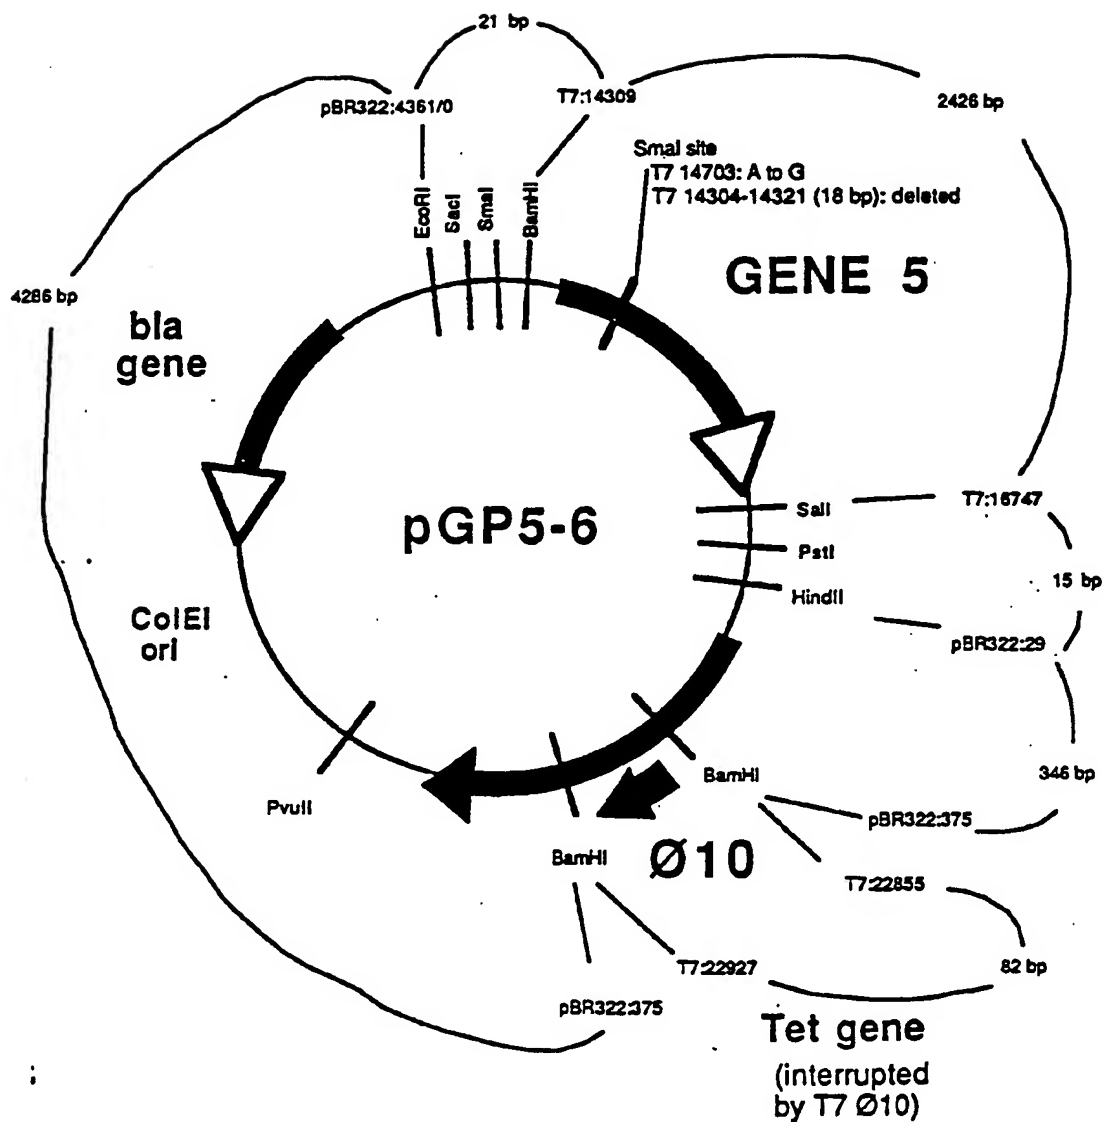 21 bp
pBR322:4361/0
T7:14309
2426 bp
SmaI site
T7 14703: A to G
T7 14304-14321 (18 bp): deleted
EcoRI
SacI
SmaI
BamHI
GENE 5
4286 bp
bla
gene
pGP5-6
SalI
T7:16747
PstI
15 bp
HindII
ColEI
ori
pBR322:29
BamHI
346 bp
PvuII
pBR322:375
BamHI
Ø10
T7:22855
T7:22927
82 bp
pBR322:375
Tet gene
(interrupted
by T7 Ø10)